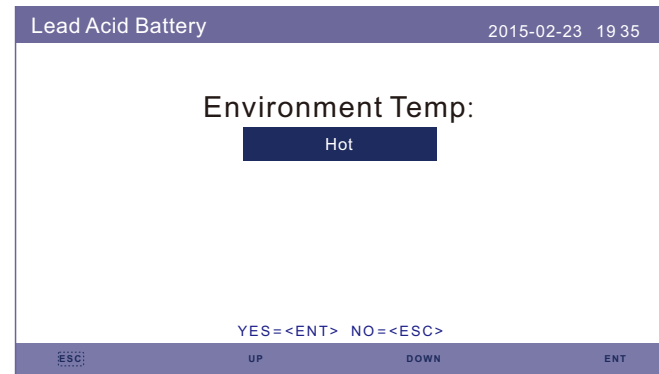 Lead Acid Battery 2015-02-23 19 35
Environment Temp:
Hot
YES=<ENT> NO=<ESC>
ESC UP DOWN ENT